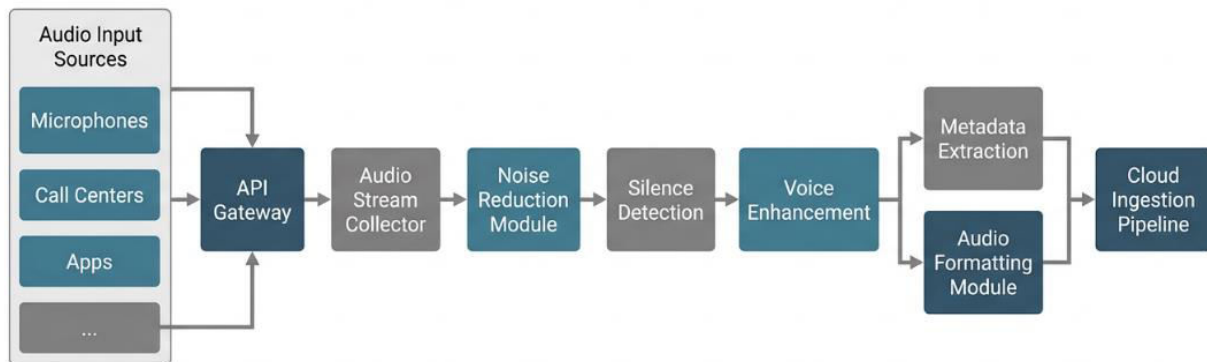 Audio Input
Sources
Microphones
Call Centers
Apps
...
API
Gateway
Audio
Stream
Collector
Noise
Reduction
Module
Silence
Detection
Voice
Enhancement
Metadata
Extraction
Audio
Formatting
Module
Cloud
Ingestion
Pipeline